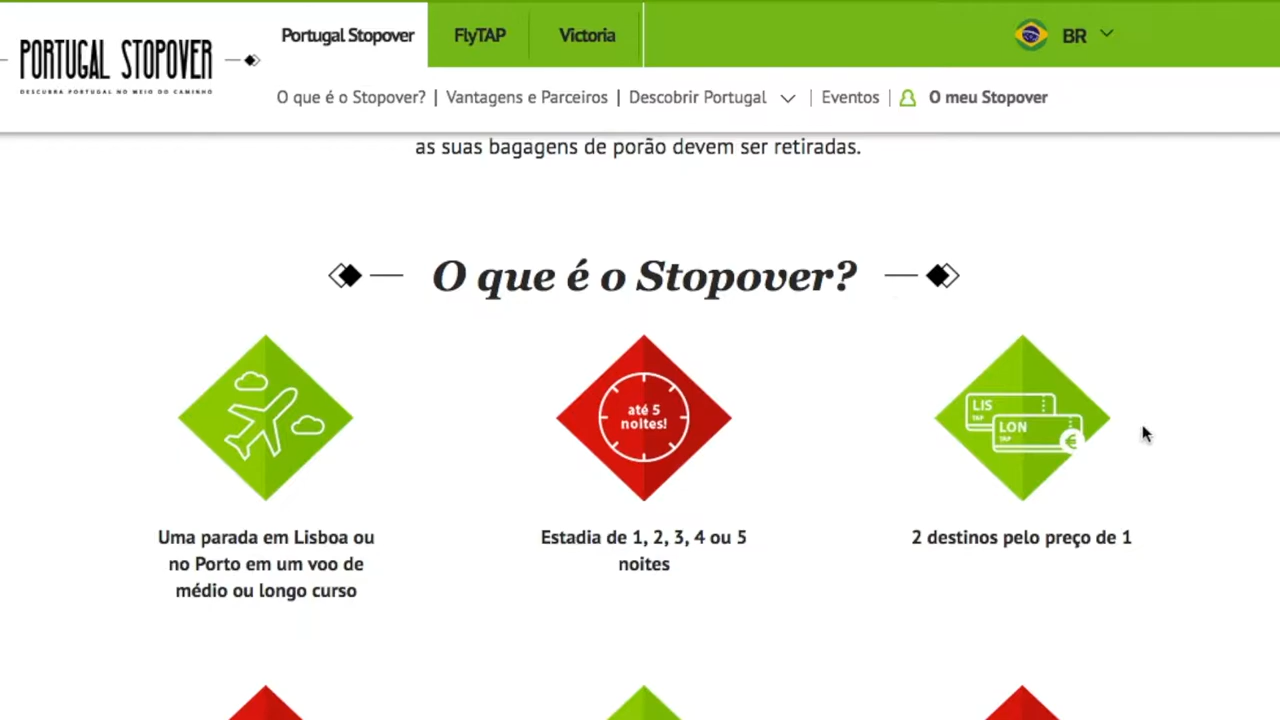 PORTUGAL STOPOVER
DESCUBRA PORTUGAL NO MEIO DO CAMINHO
Portugal Stopover
FlyTAP
Victoria
BR
O que é o Stopover? | Vantagens e Parceiros | Descobrir Portugal | Eventos | O meu Stopover
as suas bagagens de porão devem ser retiradas.
O que é o Stopover?
até 5
noites!
LIS
TAP
LON
TAP
€
Uma parada em Lisboa ou
no Porto em um voo de
médio ou longo curso
Estadia de 1, 2, 3, 4 ou 5
noites
2 destinos pelo preço de 1